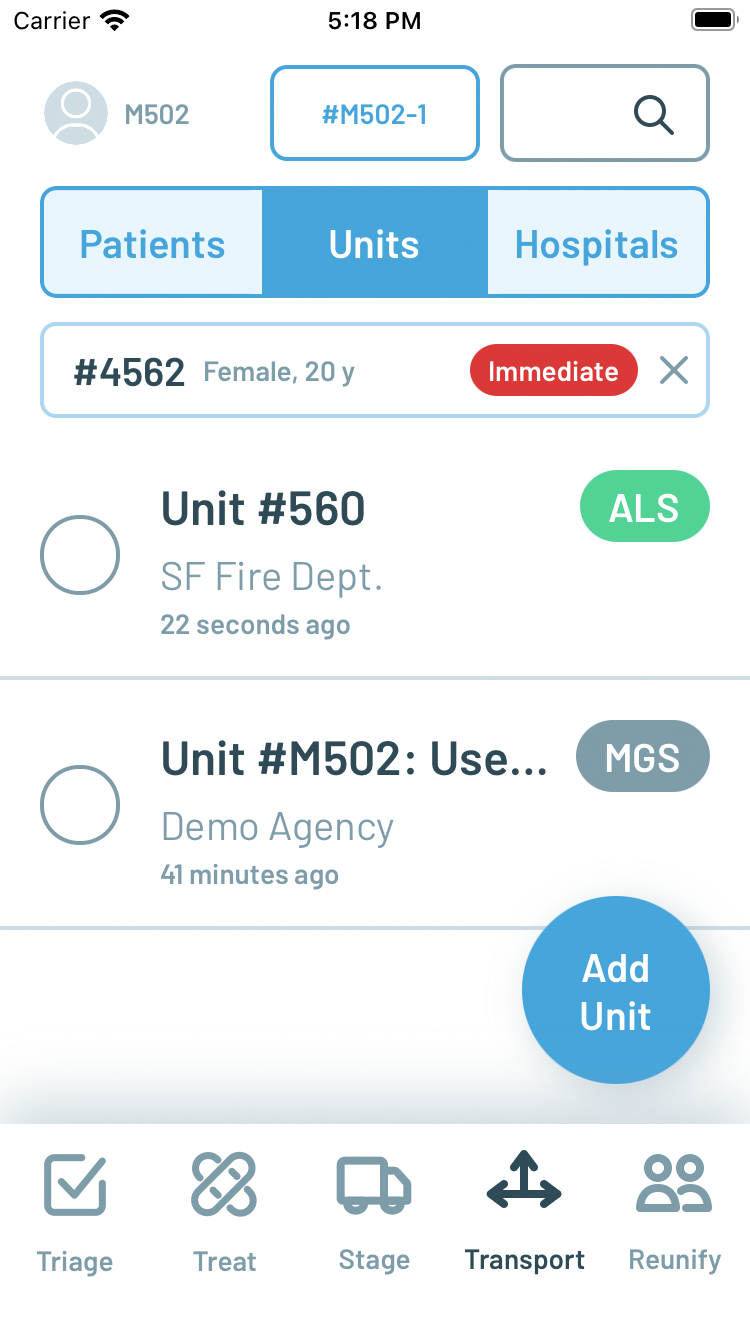 Carrier 5:18 PM
M502 #M502-1
Patients Units Hospitals
#4562 Female, 20 y Immediate
Unit #560 ALS
SF Fire Dept.
22 seconds ago
Unit #M502: Use... MGS
Demo Agency
41 minutes ago
Add
Unit
Triage Treat Stage Transport Reunify